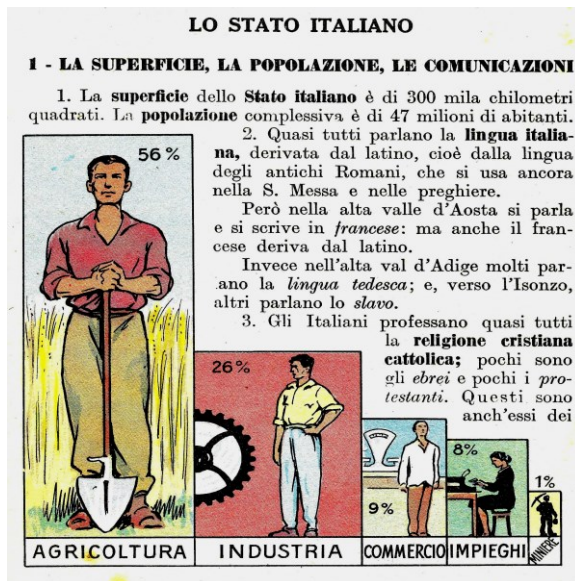 LO STATO ITALIANO
1 - LA SUPERFICIE, LA POPOLAZIONE, LE COMUNICAZIONI
1. La superficie dello Stato italiano è di 300 mila chilometri
quadrati. La popolazione complessiva è di 47 milioni di abitanti.
2. Quasi tutti parlano la lingua italia-
na, derivata dal latino, cioè dalla lingua
degli antichi Romani, che si usa ancora
nella S. Messa e nelle preghiere.
Però nella alta valle d'Aosta si parla
e si scrive in francese: ma anche il fran-
cese deriva dal latino.
Invece nell'alta val d'Adige molti par-
ano la lingua tedesca; e, verso l'Isonzo,
altri parlano lo slavo.
3. Gli Italiani professano quasi tutti
la religione cristiana
cattolica; pochi sono
gli ebrei e pochi i pro-
testanti. Questi sono
anch'essi dei
56 %
26 %
9 %
8%
1%
AGRICOLTURA
INDUSTRIA
COMMERCIO
IMPIEGHI
MINIERE